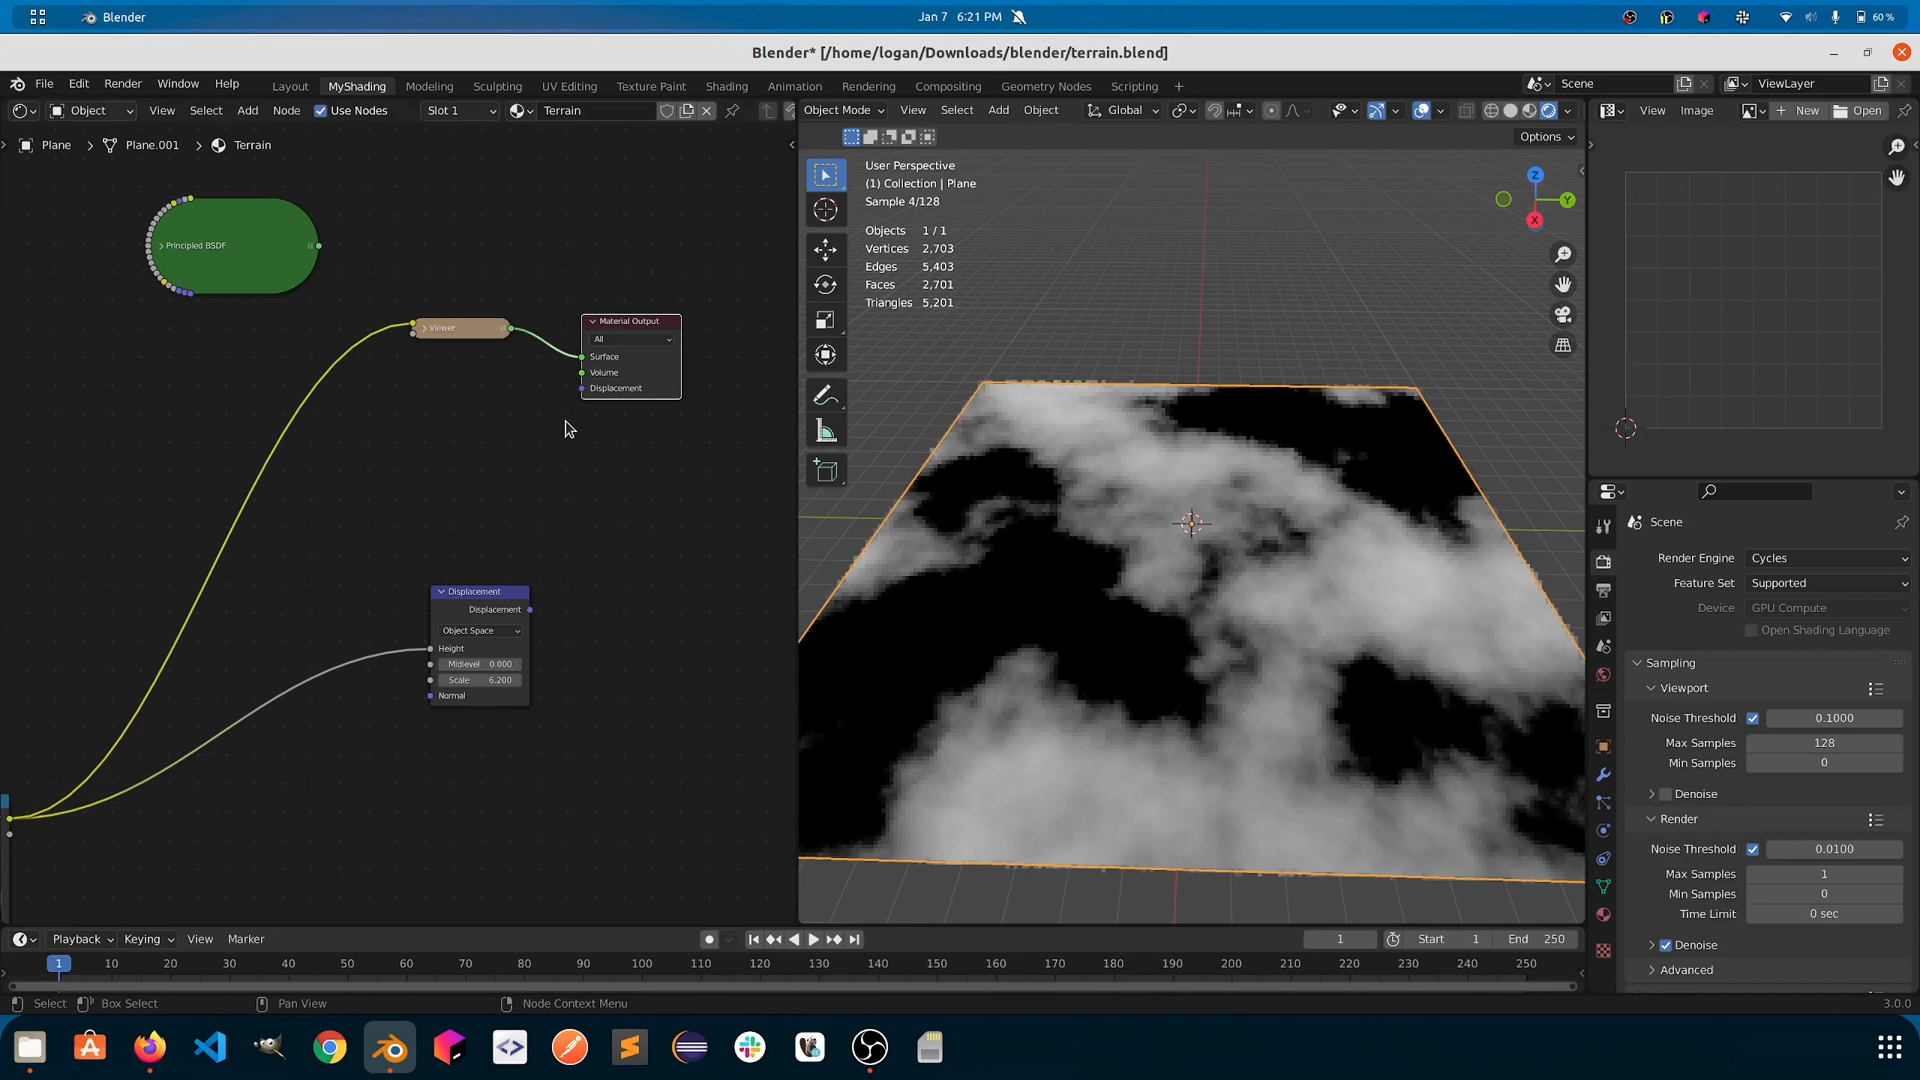 Blender
Jan 7 6:21 PM
60 %
Blender* [/home/logan/Downloads/blender/terrain.blend]
File Edit Render Window Help
Layout MyShading Modeling Sculpting UV Editing Texture Paint Shading Animation Rendering Compositing Geometry Nodes Scripting
Scene
ViewLayer
Object View Select Add Node Use Nodes Slot 1 Terrain
Object Mode View Select Add Object Global
View Image New Open
Options
Plane Plane.001 Terrain
Principled BSDF
Viewer
Material Output
All
Surface
Volume
Displacement
Displacement
Displacement
Object Space
Height
Midlevel 0.000
Scale 6.200
Normal
User Perspective
(1) Collection | Plane
Sample 4/128
Objects 1 / 1
Vertices 2,703
Edges 5,403
Faces 2,701
Triangles 5,201
Z
Y
X
Scene
Render Engine Cycles
Feature Set Supported
Device GPU Compute
Open Shading Language
Sampling
Viewport
Noise Threshold 0.1000
Max Samples 128
Min Samples 0
Denoise
Render
Noise Threshold 0.0100
Max Samples 1
Min Samples 0
Time Limit 0 sec
Denoise
Advanced
Playback Keying View Marker
1 Start 1 End 250
1 10 20 30 40 50 60 70 80 90 100 110 120 130 140 150 160 170 180 190 200 210 220 230 240 250
Select Box Select Pan View Node Context Menu
3.0.0